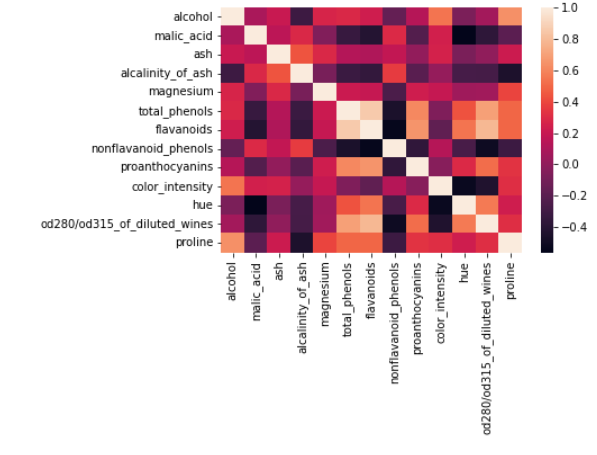 alcohol
malic_acid
ash
alcalinity_of_ash
magnesium
total_phenols
flavanoids
nonflavanoid_phenols
proanthocyanins
color_intensity
hue
od280/od315_of_diluted_wines
proline
alcohol
malic_acid
ash
alcalinity_of_ash
magnesium
total_phenols
flavanoids
nonflavanoid_phenols
proanthocyanins
color_intensity
hue
od280/od315_of_diluted_wines
proline
1.0
0.8
0.6
0.4
0.2
0.0
−0.2
−0.4